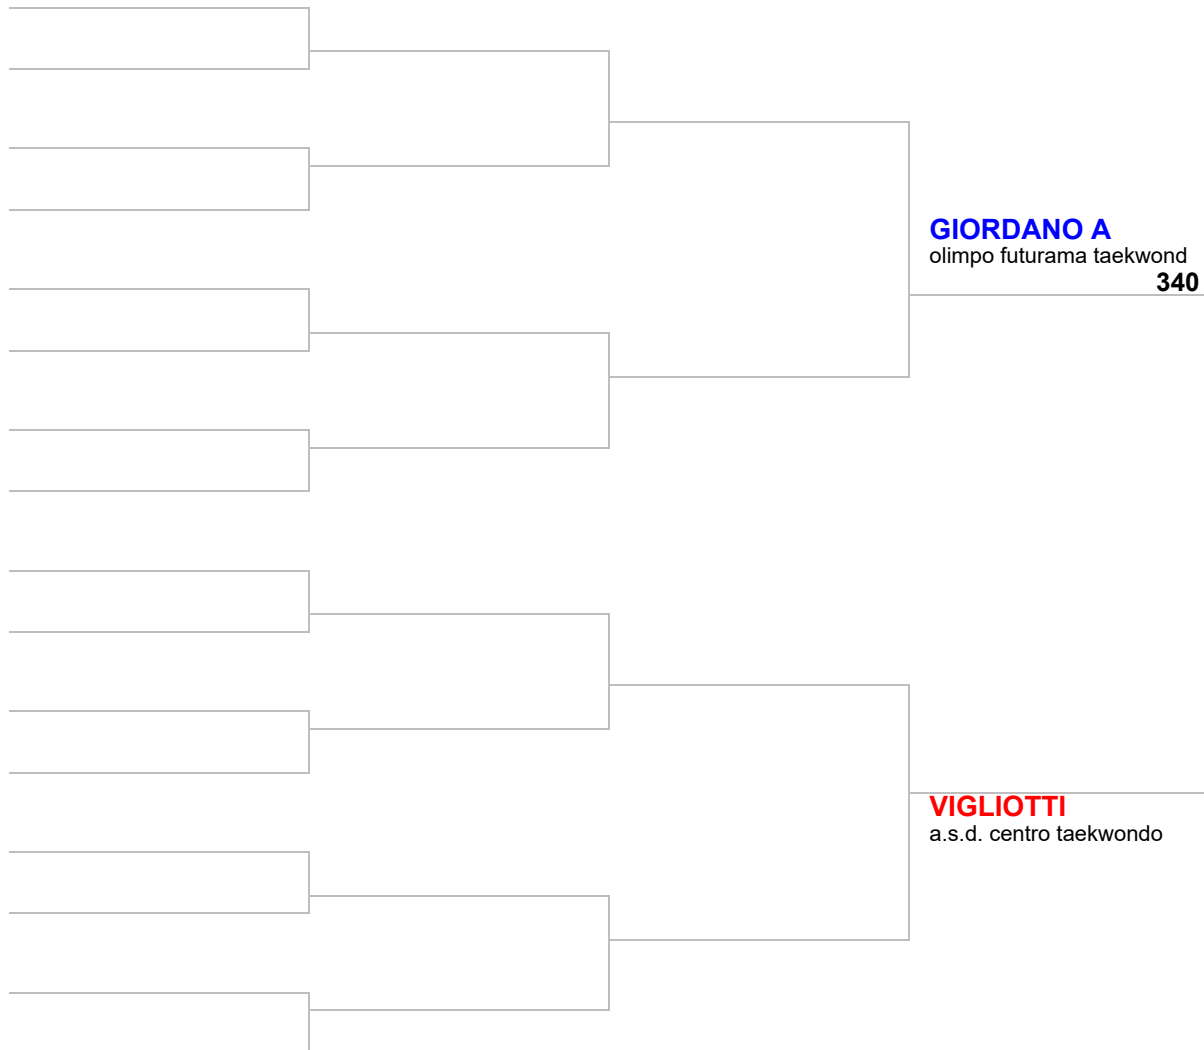 GIORDANO A
olimpo futurama taekwond
340
VIGLIOTTI
a.s.d. centro taekwondo